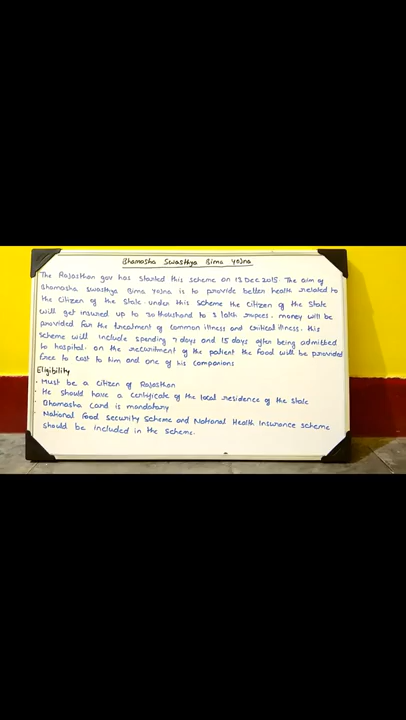 Bhamasha Swasthya Bima Yojna
The Rajasthan gov has started this scheme on 13 Dec 2015. The aim of
Bhamasha Swasthya Bima Yojna is to provide better health related to
the citizen of the state under this scheme the citizen of the state
will get insured up to 30 thoushand to 3 lakh rupees. money will be
provided for the treatment of common illness and critical illness. this
scheme will include spending 7 days and 15 days after being admitted
to hospital. on the recruitment of the patient the food will be provided
free to cost to him and one of his companions
Eligibility
· Must be a citizen of Rajasthan
· He should have a certificate of the local residence of the state
· Bhamasha card is mandatory
· National food security scheme and National Health Insurance scheme
should be included in the scheme.